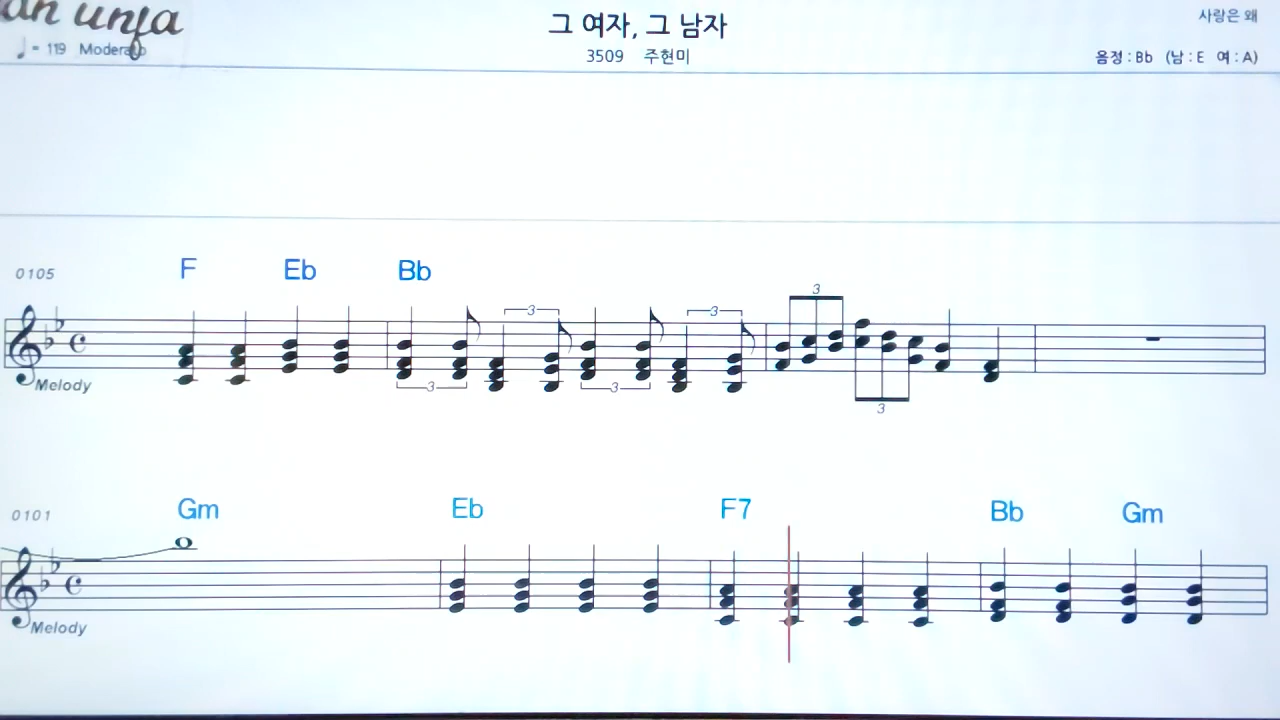 an unfa
그 여자, 그 남자
사랑은 왜
♩= 119 Moderato
3509 주현미
음정 : Bb (남 : E 여 : A)
0105 F Eb Bb
3 3 3
Melody
3 3 3
0101 Gm Eb F7 Bb Gm
Melody